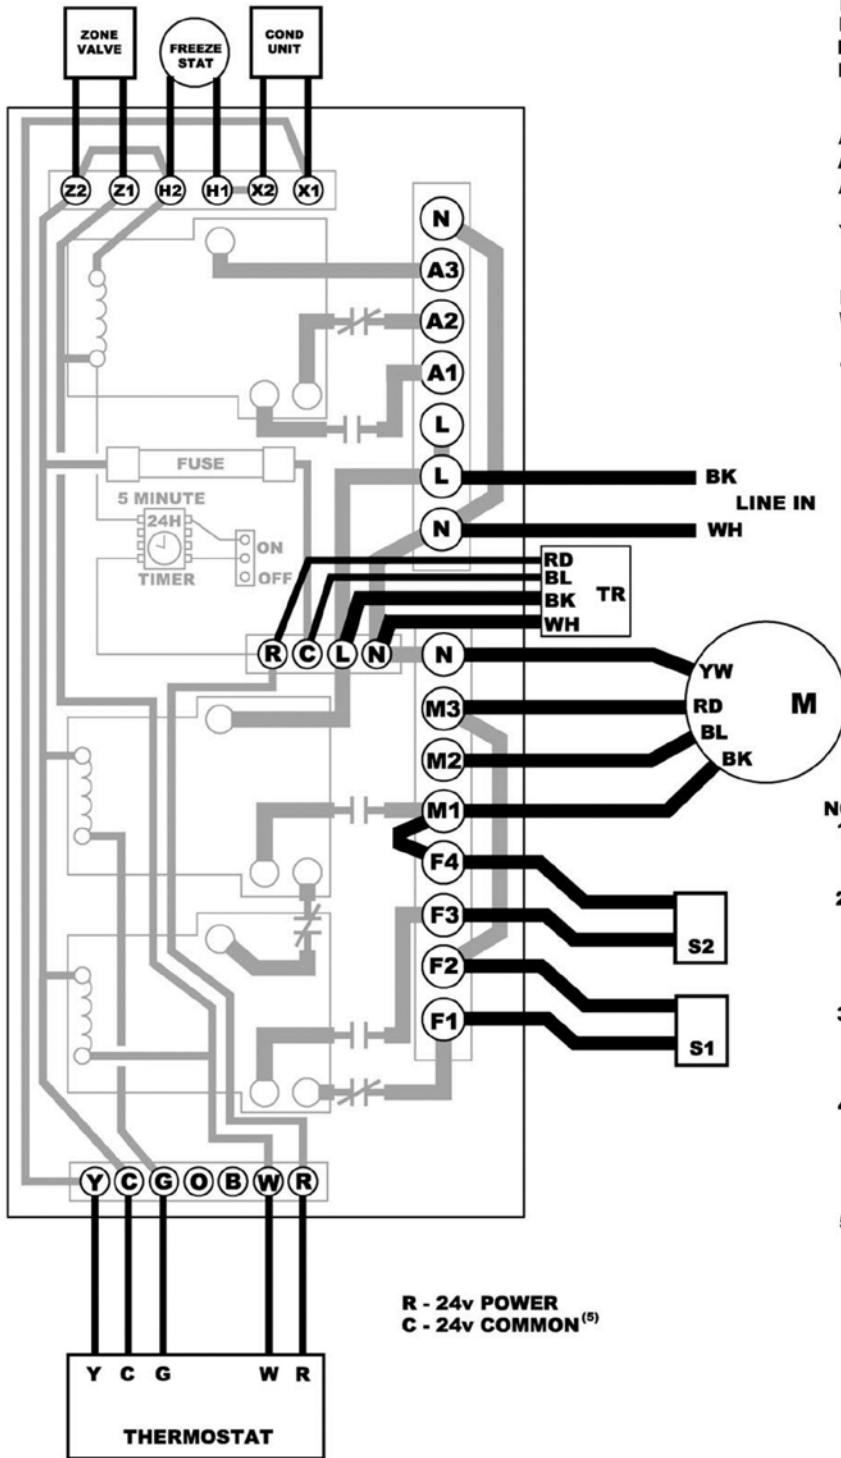 ZONE
VALVE
FREEZE
STAT
COND
UNIT
Z2 Z1 H2 H1 X2 X1
N
A3
A2
A1
L
L BK
LINE IN
N WH
FUSE
5 MINUTE
24H
TIMER
ON
OFF
RD
BL
BK
WH
TR
R C L N
N YW
M3 RD
M2 BL
M1 BK
M
F4
F3
S2
F2
F1
S1
Y C G O B W R
R - 24v POWER
C - 24v COMMON (5)
Y C G W R
THERMOSTAT